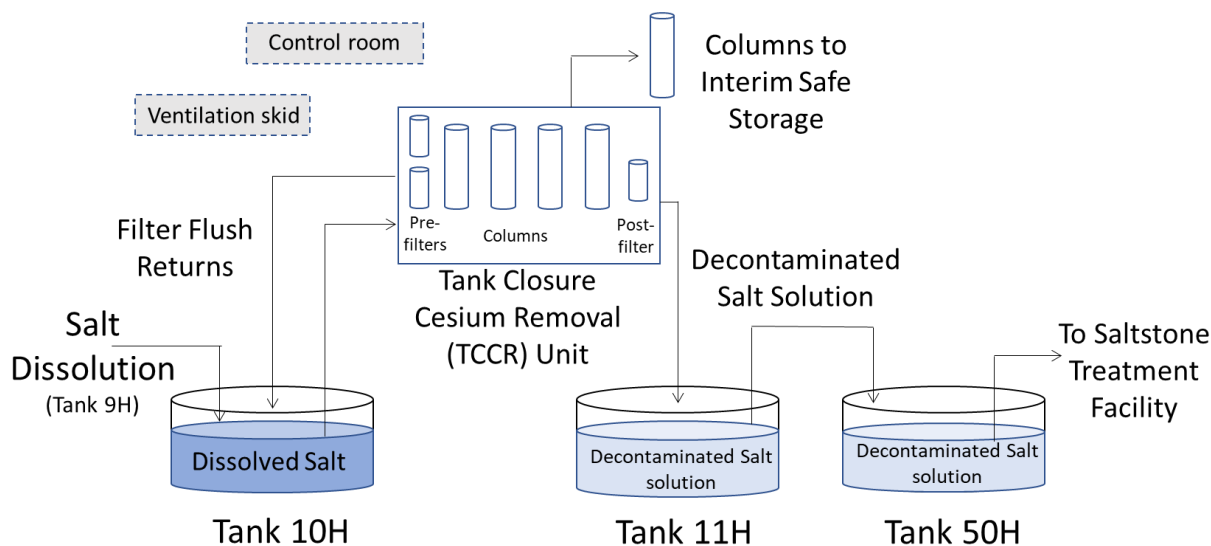 Control room
Ventilation skid
Columns to
Interim Safe
Storage
Pre-
filters
Columns
Post-
filter
Filter Flush
Returns
Tank Closure
Cesium Removal
(TCCR) Unit
Decontaminated
Salt Solution
Salt
Dissolution
(Tank 9H)
To Saltstone
Treatment
Facility
Dissolved Salt
Decontaminated Salt
solution
Decontaminated Salt
solution
Tank 10H
Tank 11H
Tank 50H